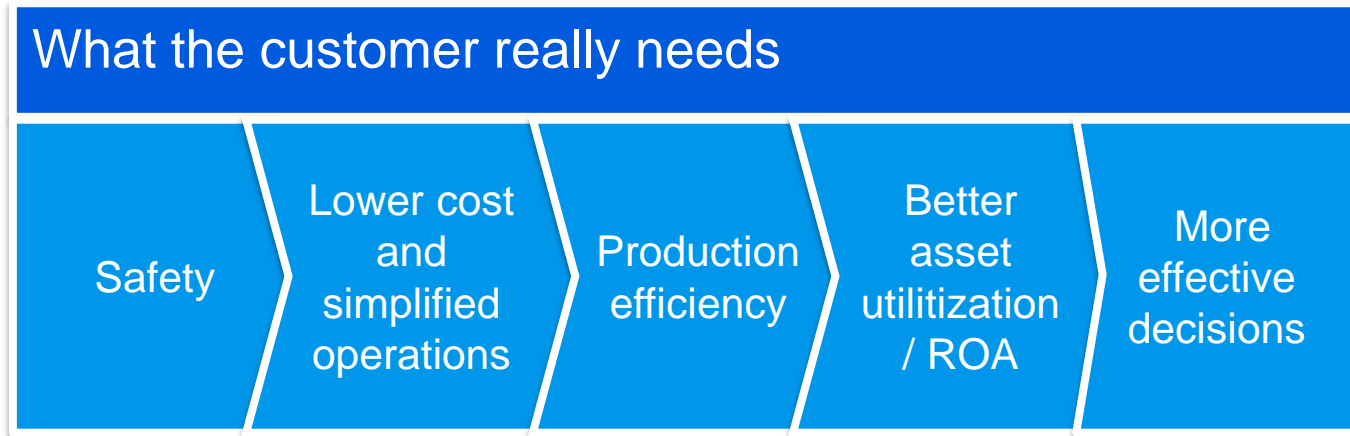 What the customer really needs
Safety
Lower cost
and
simplified
operations
Production
efficiency
Better
asset
utilitization
/ ROA
More
effective
decisions